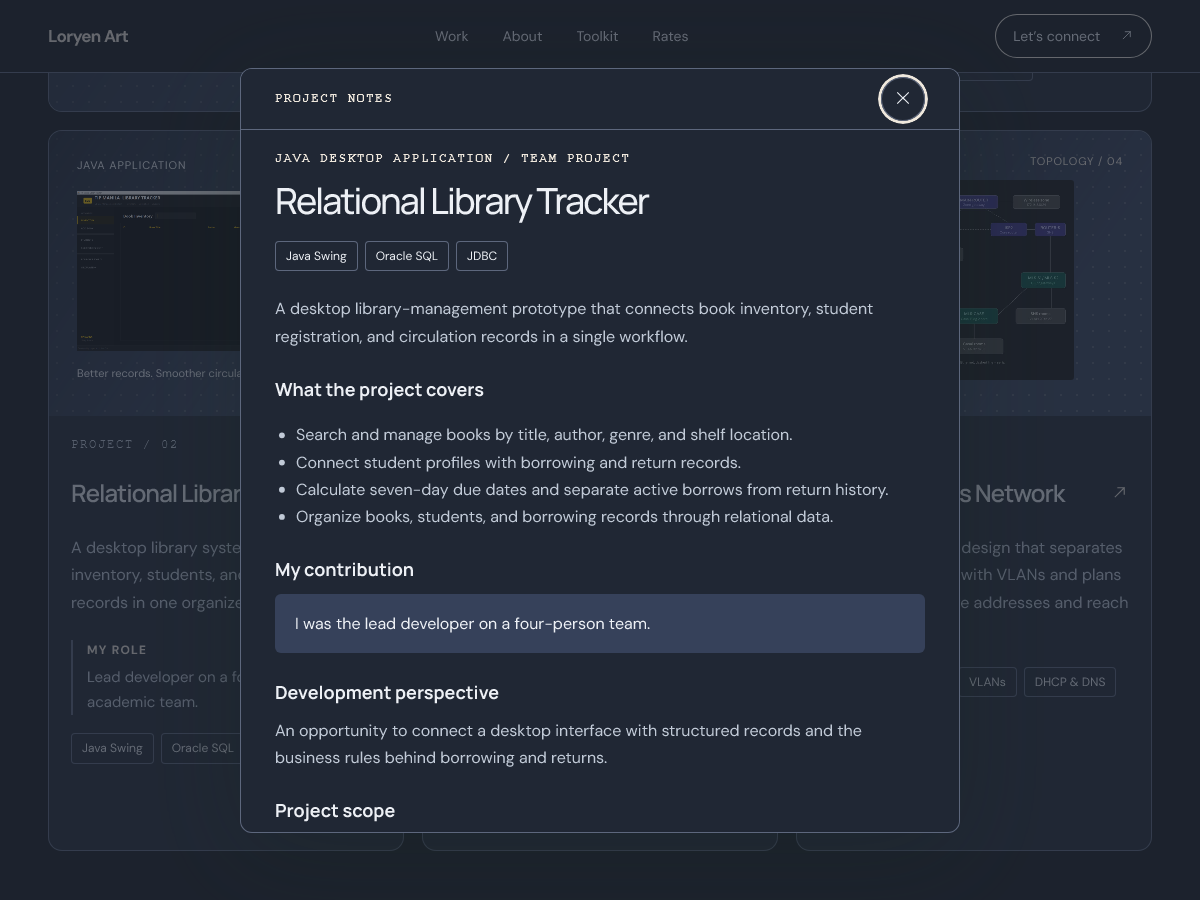 Loryen Art
Work
About
Toolkit
Rates
Let's connect
PROJECT NOTES
JAVA DESKTOP APPLICATION / TEAM PROJECT
Relational Library Tracker
Java Swing
Oracle SQL
JDBC
A desktop library-management prototype that connects book inventory, student
registration, and circulation records in a single workflow.
What the project covers
• Search and manage books by title, author, genre, and shelf location.
• Connect student profiles with borrowing and return records.
• Calculate seven-day due dates and separate active borrows from return history.
• Organize books, students, and borrowing records through relational data.
My contribution
I was the lead developer on a four-person team.
Development perspective
An opportunity to connect a desktop interface with structured records and the
business rules behind borrowing and returns.
Project scope
JAVA APPLICATION
Better records. Smoother circula
PROJECT / 02
Relational Librar
A desktop library syste
inventory, students, an
records in one organize
MY ROLE
Lead developer on a fo
academic team.
Java Swing
Oracle SQL
TOPOLOGY / 04
s Network
design that separates
with VLANs and plans
e addresses and reach
VLANs
DHCP & DNS